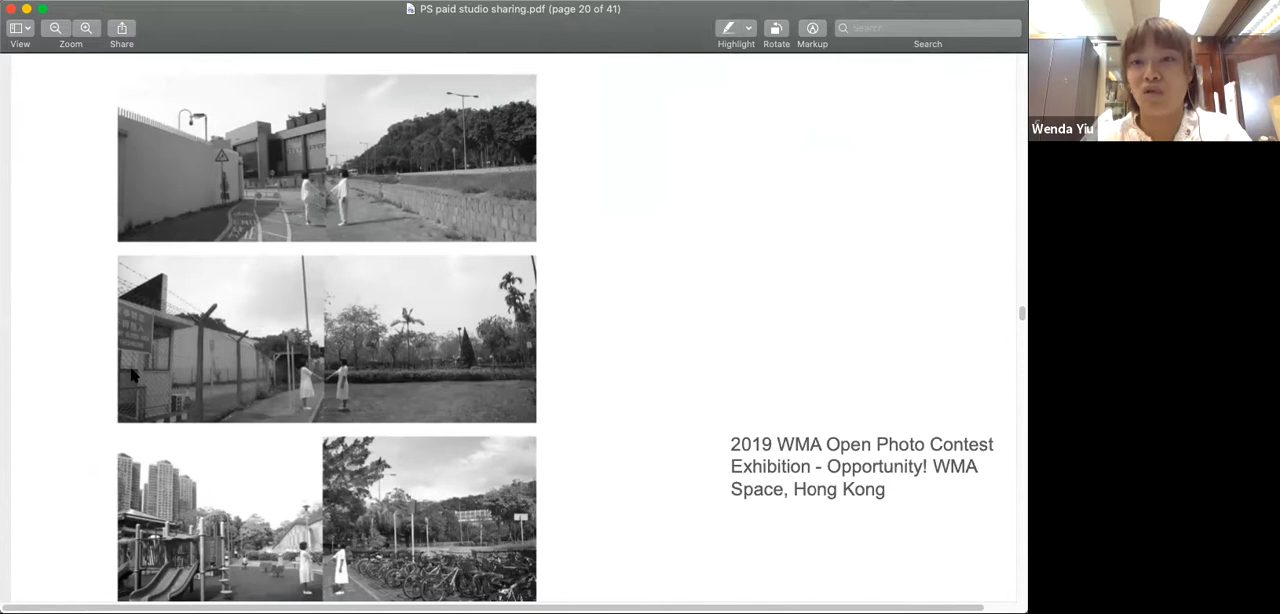 PS paid studio sharing.pdf (page 20 of 41)
View
Zoom
Share
Highlight
Rotate
Markup
Search
Search
Wenda Yiu
2019 WMA Open Photo Contest
Exhibition - Opportunity! WMA
Space, Hong Kong